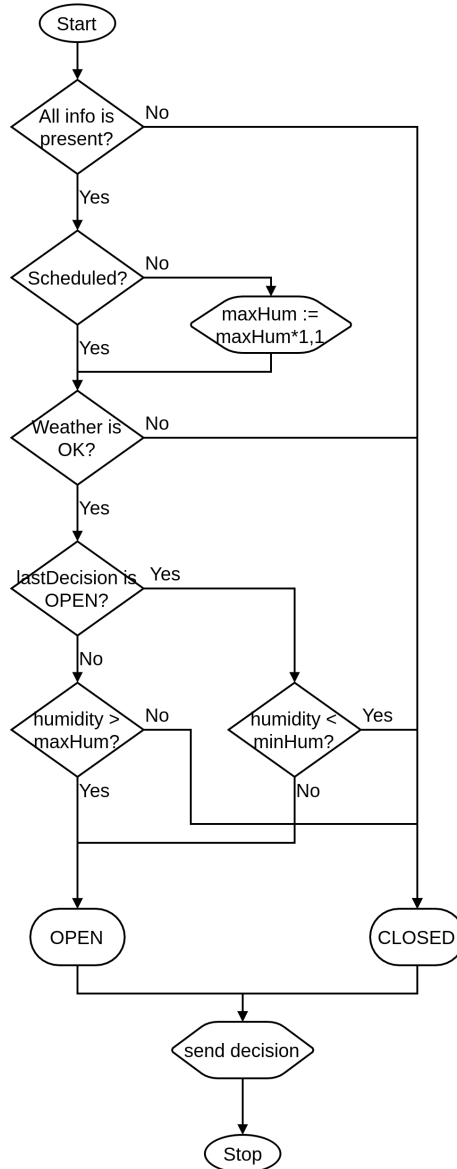 Start
All info is
present?
No
Yes
Scheduled?
No
maxHum :=
maxHum*1,1
Yes
Weather is
OK?
No
Yes
lastDecision is
OPEN?
Yes
No
humidity >
maxHum?
No
humidity <
minHum?
Yes
Yes
No
OPEN
CLOSED
send decision
Stop